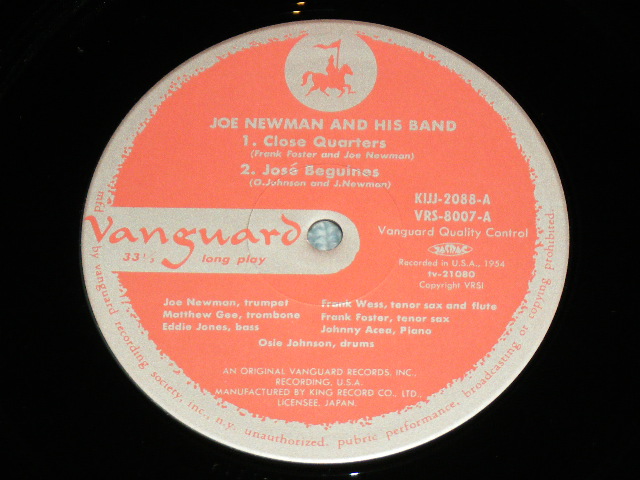 JOE NEWMAN AND HIS BAND
1. Close Quarters
(Frank Foster and Joe Newman)
2. José Beguines
(O.Johnson and J.Newman)
KIJJ-2088-A
VRS-8007-A
Vanguard Quality Control
Vanguard
33⅓ long play
JASRAC
Recorded in U.S.A., 1954
tv-21080
Copyright VRSI
Joe Newman, trumpet
Matthew Gee, trombone
Eddie Jones, bass
Frank Wess, tenor sax and flute
Frank Foster, tenor sax
Johnny Acea, Piano
Osie Johnson, drums
AN ORIGINAL VANGUARD RECORDS, INC.,
RECORDING, U.S.A.
MANUFACTURED BY KING RECORD CO., LTD.,
LICENSEE, JAPAN.
mfd by vanguard recording society, inc., n.y. unauthorized. pubric performance, broadcasting or copying prohibited.